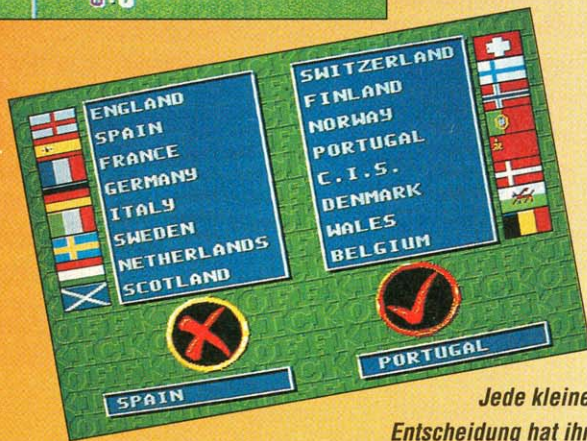 ENGLAND
SPAIN
FRANCE
GERMANY
ITALY
SWEDEN
NETHERLANDS
SCOTLAND
SWITZERLAND
FINLAND
NORWAY
PORTUGAL
C.I.S.
DENMARK
WALES
BELGIUM
SPAIN
PORTUGAL
Jede kleine
Entscheidung hat ihr